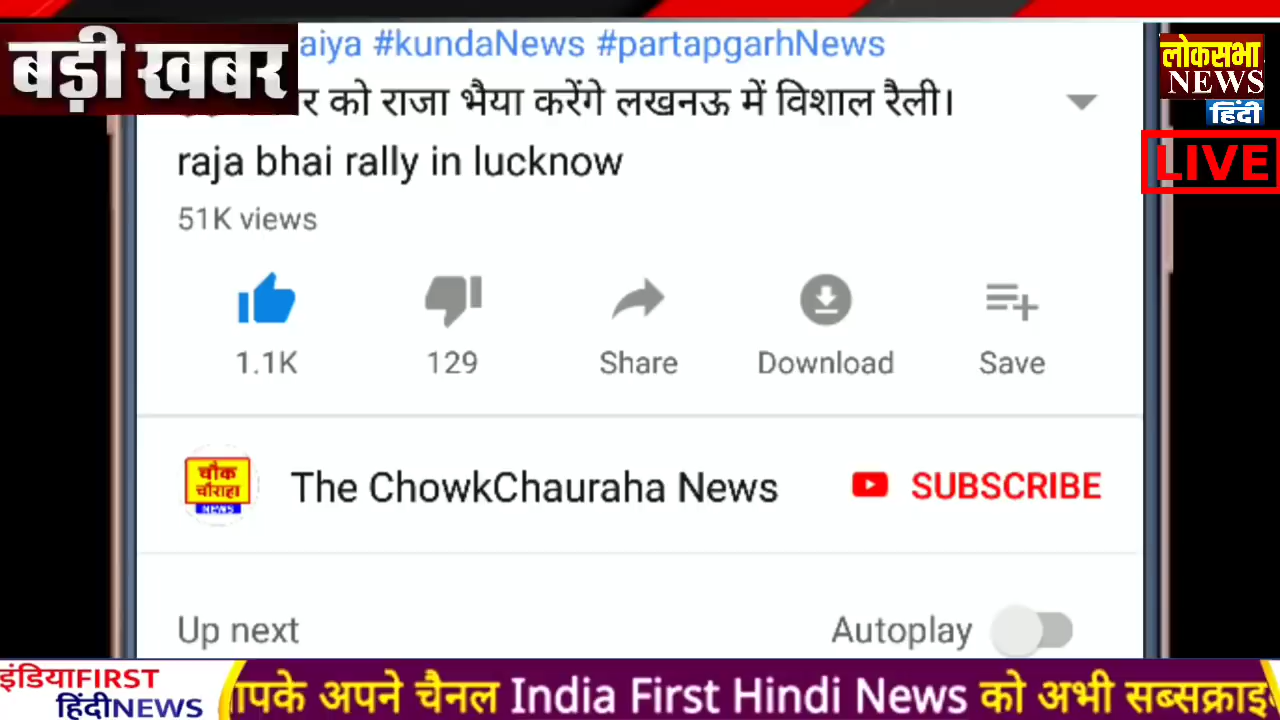 बड़ी खबर
aiya #kundaNews #partapgarhNews
र को राजा भैया करेंगे लखनऊ में विशाल रैली।
raja bhai rally in lucknow
51K views
लोकसभा
NEWS
हिंदी
LIVE
1.1K 129 Share Download Save
चौक
चौराहा
NEWS
The ChowkChauraha News SUBSCRIBE
Up next Autoplay
इंडियाFIRST
हिंदीNEWS
पके अपने चैनल India First Hindi News को अभी सब्सक्राइ